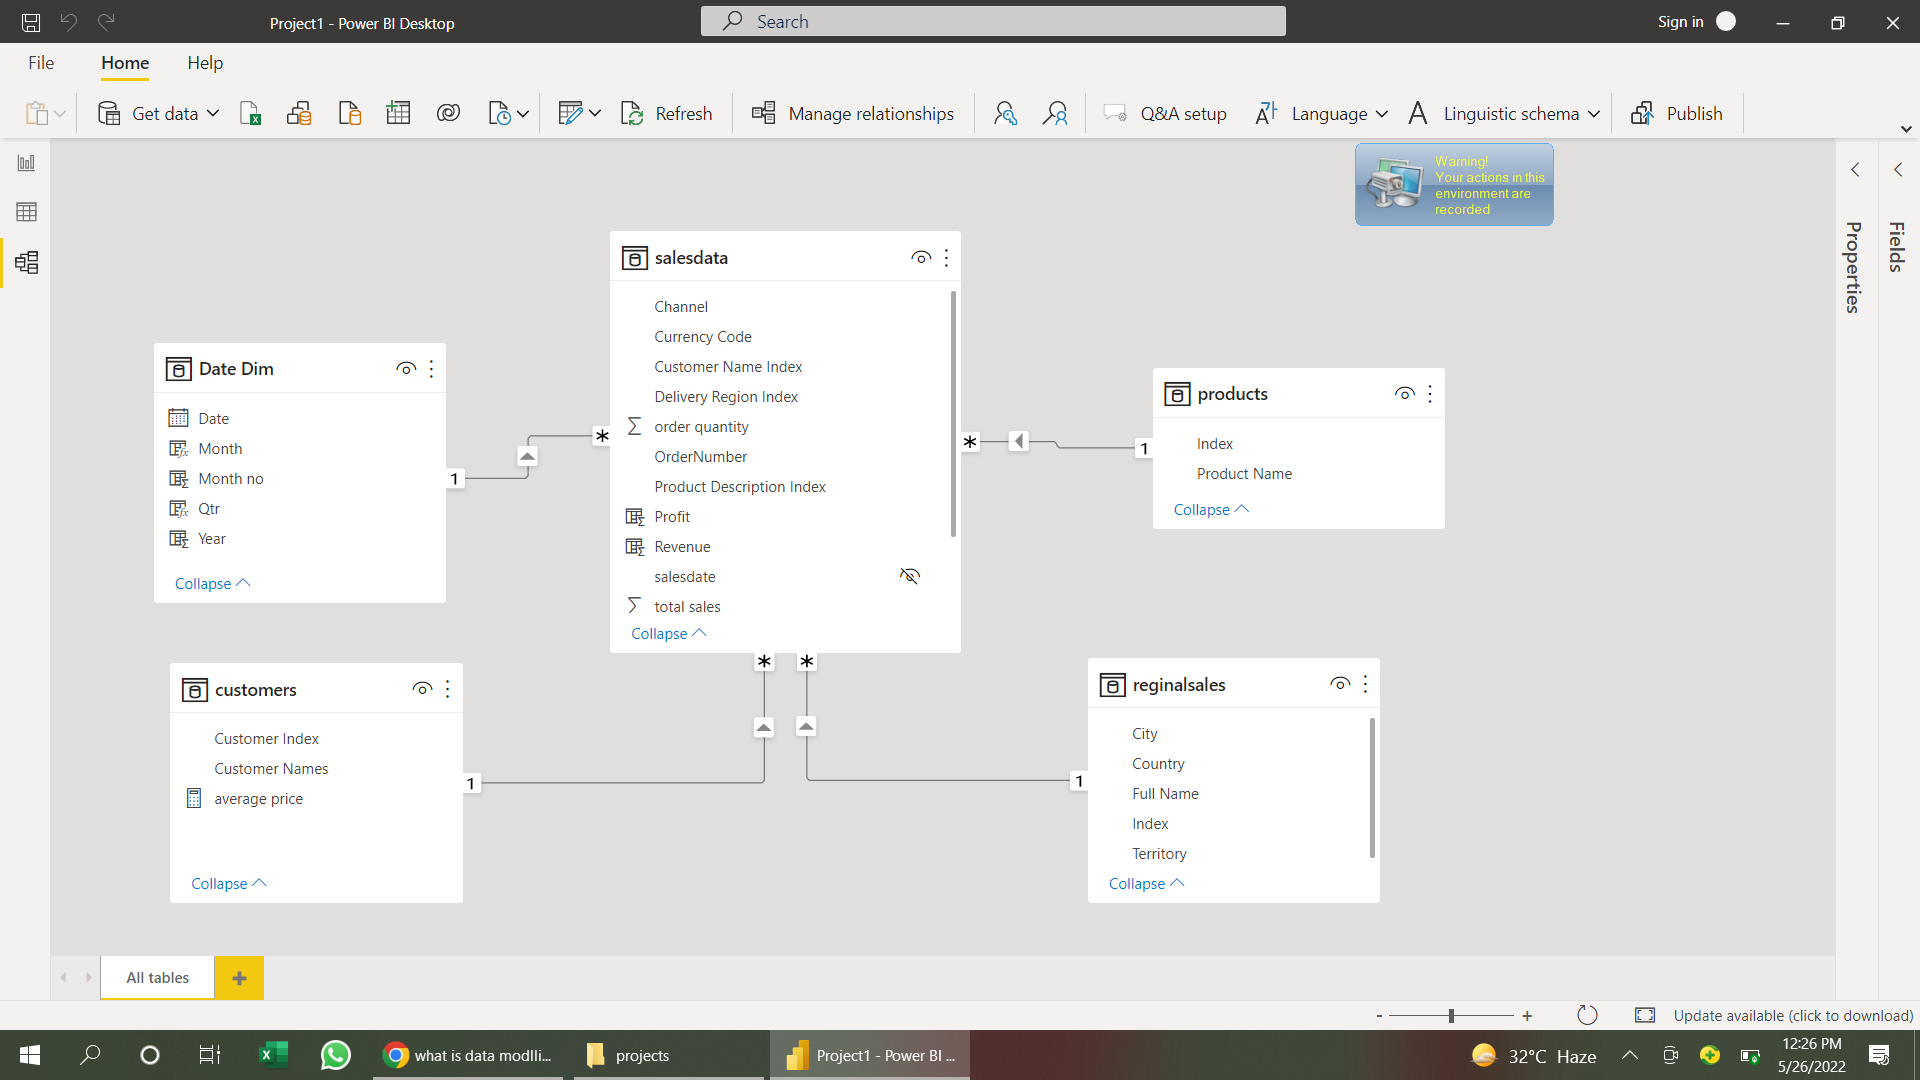 Project1 - Power BI Desktop
Search
Sign in
File
Home
Help
Get data
Refresh
Manage relationships
Q&A setup
Language
Linguistic schema
Publish
Warning!
Your actions in this
environment are
recorded
Properties
Fields
salesdata
Channel
Currency Code
Customer Name Index
Delivery Region Index
order quantity
OrderNumber
Product Description Index
Profit
Revenue
salesdate
total sales
Collapse
Date Dim
Date
Month
Month no
Qtr
Year
Collapse
1
*
*
1
products
Index
Product Name
Collapse
customers
Customer Index
Customer Names
average price
Collapse
1
*
*
1
reginalsales
City
Country
Full Name
Index
Territory
Collapse
All tables
+
-
+
Update available (click to download)
what is data modlli...
projects
Project1 - Power BI ...
32°C Haze
12:26 PM
5/26/2022